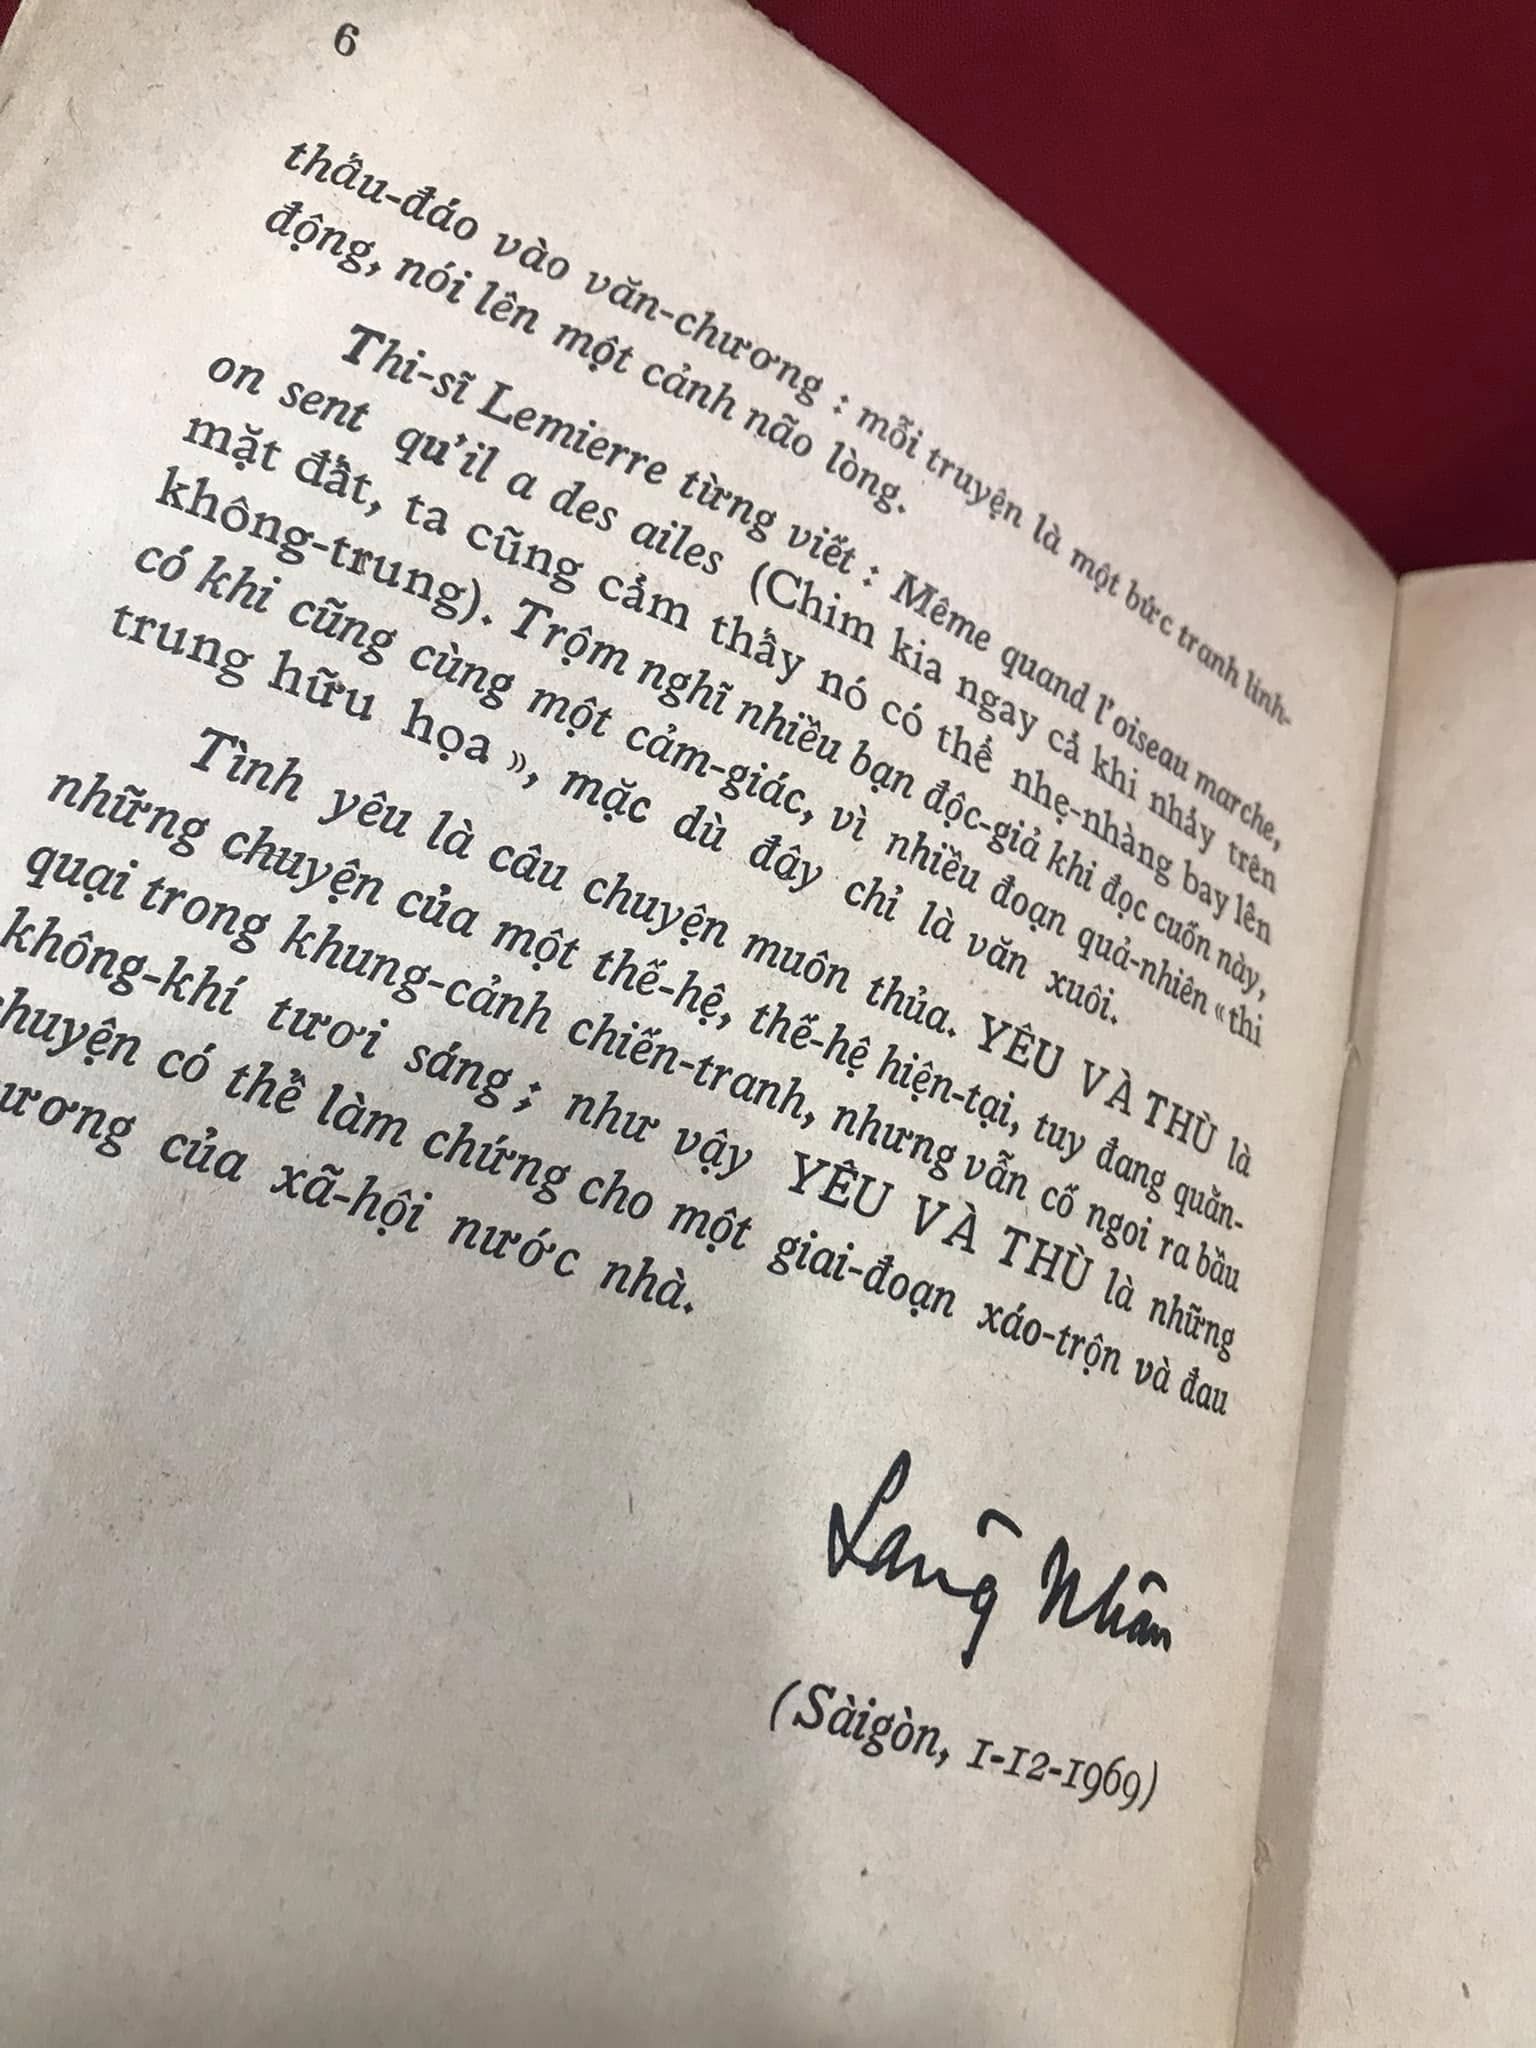 6
thấu-đáo vào văn-chương : mỗi truyện là một bức tranh linh-
động, nói lên một cảnh não lòng.
Thi-sĩ Lemierre từng viết : Même quand l'oiseau marche,
on sent qu'il a des ailes (Chim kia ngay cả khi nhảy trên
mặt đất, ta cũng cảm thấy nó có thể nhẹ-nhàng bay lên
không-trung). Trộm nghĩ nhiều bạn độc-giả khi đọc cuốn này,
có khi cũng cùng một cảm-giác, vì nhiều đoạn quả-nhiên « thi
trung hữu họa », mặc dù đây chỉ là văn xuôi.
Tình yêu là câu chuyện muôn thủa. YÊU VÀ THÙ là
những chuyện của một thế-hệ, thế-hệ hiện-tại, tuy đang quằn-
quại trong khung-cảnh chiến-tranh, nhưng vẫn cố ngoi ra bầu
không-khí tươi sáng ; như vậy YÊU VÀ THÙ là những
chuyện có thể làm chứng cho một giai-đoạn xáo-trộn và đau
ương của xã-hội nước nhà.
Lãng Nhân
(Sàigòn, 1-12-1969)